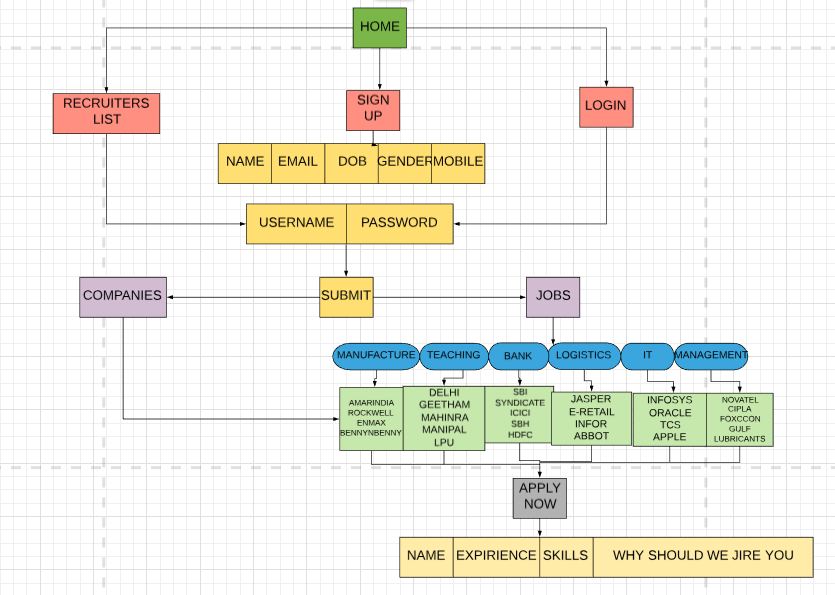 HOME
RECRUITERS
LIST
SIGN
UP
LOGIN
NAME EMAIL DOB GENDER MOBILE
USERNAME PASSWORD
COMPANIES
SUBMIT
JOBS
MANUFACTURE TEACHING BANK LOGISTICS IT MANAGEMENT
AMARINDIA
ROCKWELL
ENMAX
BENNYNBENNY
DELHI
GEETHAM
MAHINRA
MANIPAL
LPU
SBI
SYNDICATE
ICICI
SBH
HDFC
JASPER
E-RETAIL
INFOR
ABBOT
INFOSYS
ORACLE
TCS
APPLE
NOVATEL
CIPLA
FOXCCON
GULF
LUBRICANTS
APPLY
NOW
NAME EXPIRIENCE SKILLS WHY SHOULD WE JIRE YOU